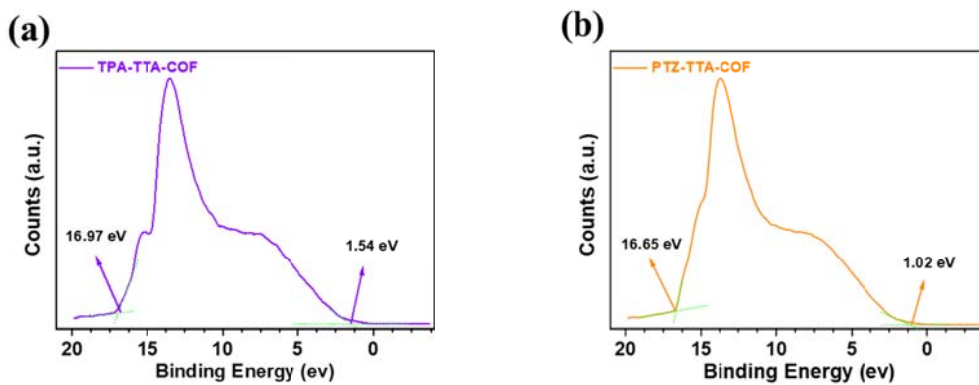 (a)
TPA-TTA-COF
Counts (a.u.)
16.97 eV
1.54 eV
20 15 10 5 0
Binding Energy (ev)
(b)
PTZ-TTA-COF
Counts (a.u.)
16.65 eV
1.02 eV
20 15 10 5 0
Binding Energy (ev)